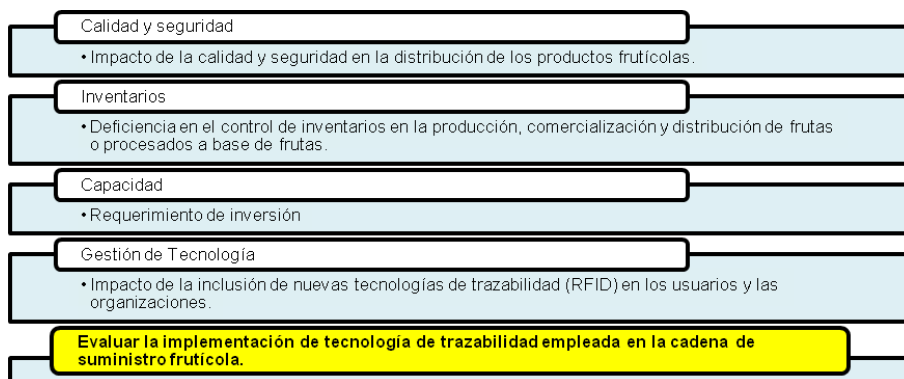 Calidad y seguridad
• Impacto de la calidad y seguridad en la distribución de los productos frutícolas.
Inventarios
• Deficiencia en el control de inventarios en la producción, comercialización y distribución de frutas
o procesados a base de frutas.
Capacidad
• Requerimiento de inversión
Gestión de Tecnología
• Impacto de la inclusión de nuevas tecnologías de trazabilidad (RFID) en los usuarios y las
organizaciones.
Evaluar la implementación de tecnología de trazabilidad empleada en la cadena de
suministro frutícola.